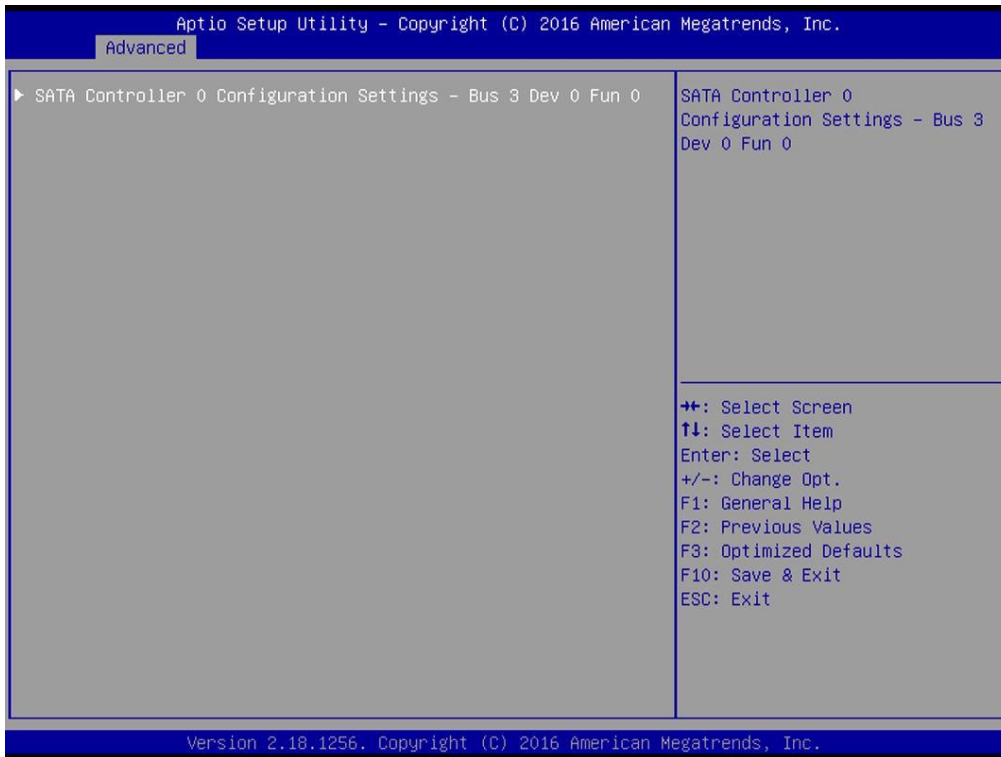 Aptio Setup Utility – Copyright (C) 2016 American Megatrends, Inc.
Advanced
▶ SATA Controller 0 Configuration Settings – Bus 3 Dev 0 Fun 0
SATA Controller 0
Configuration Settings – Bus 3
Dev 0 Fun 0
→←: Select Screen
↑↓: Select Item
Enter: Select
+/-: Change Opt.
F1: General Help
F2: Previous Values
F3: Optimized Defaults
F10: Save & Exit
ESC: Exit
Version 2.18.1256. Copyright (C) 2016 American Megatrends, Inc.